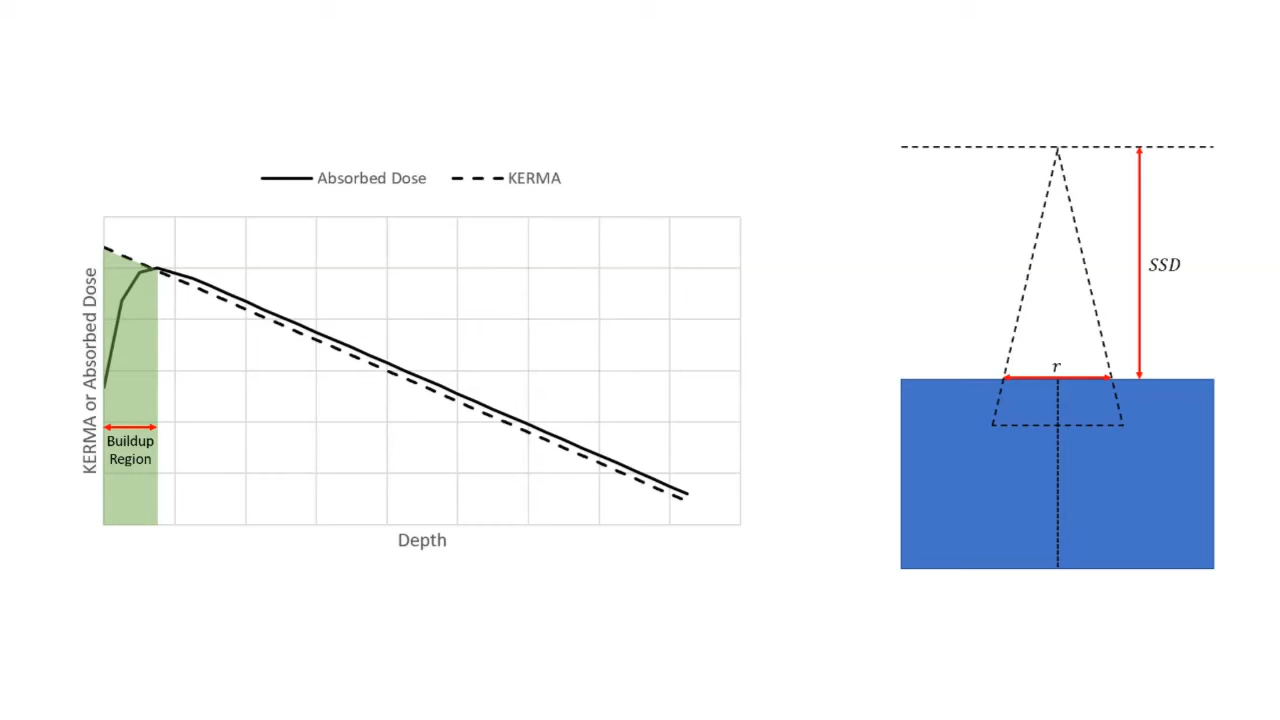 Absorbed Dose
KERMA
KERMA or Absorbed Dose
Buildup
Region
Depth
SSD
r